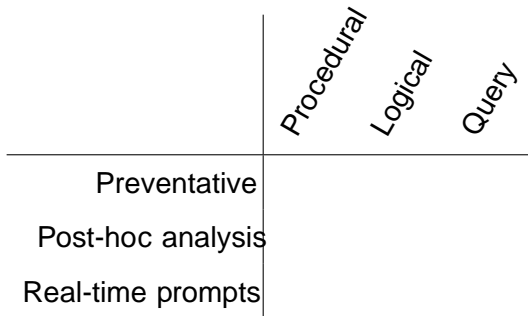 Procedural
Logical
Query
Preventative
Post-hoc analysis
Real-time prompts